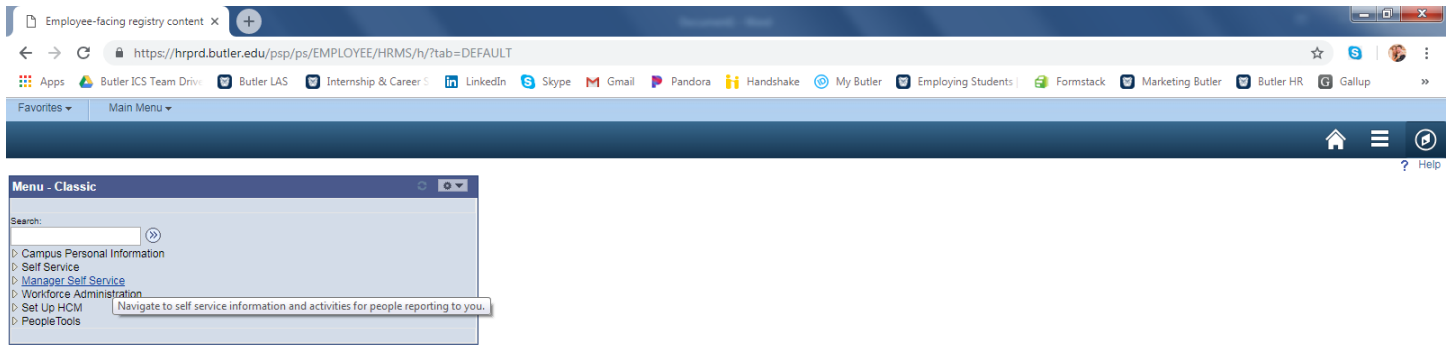 Employee-facing registry content
https://hrprd.butler.edu/psp/ps/EMPLOYEE/HRMS/h/?tab=DEFAULT
Apps Butler ICS Team Drive Butler LAS Internship & Career S LinkedIn Skype Gmail Pandora Handshake My Butler Employing Students | Formstack Marketing Butler Butler HR Gallup »
Favorites Main Menu
? Help
Menu - Classic
Search:
Campus Personal Information
Self Service
Manager Self Service
Workforce Administration
Set Up HCM
Navigate to self service information and activities for people reporting to you.
PeopleTools